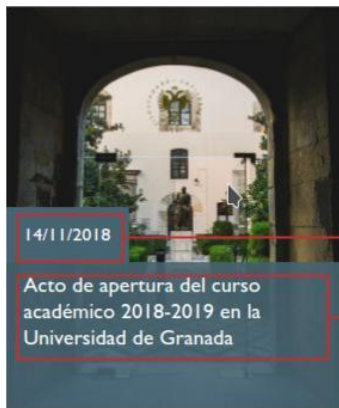 14/11/2018
Acto de apertura del curso
académico 2018-2019 en la
Universidad de Granada